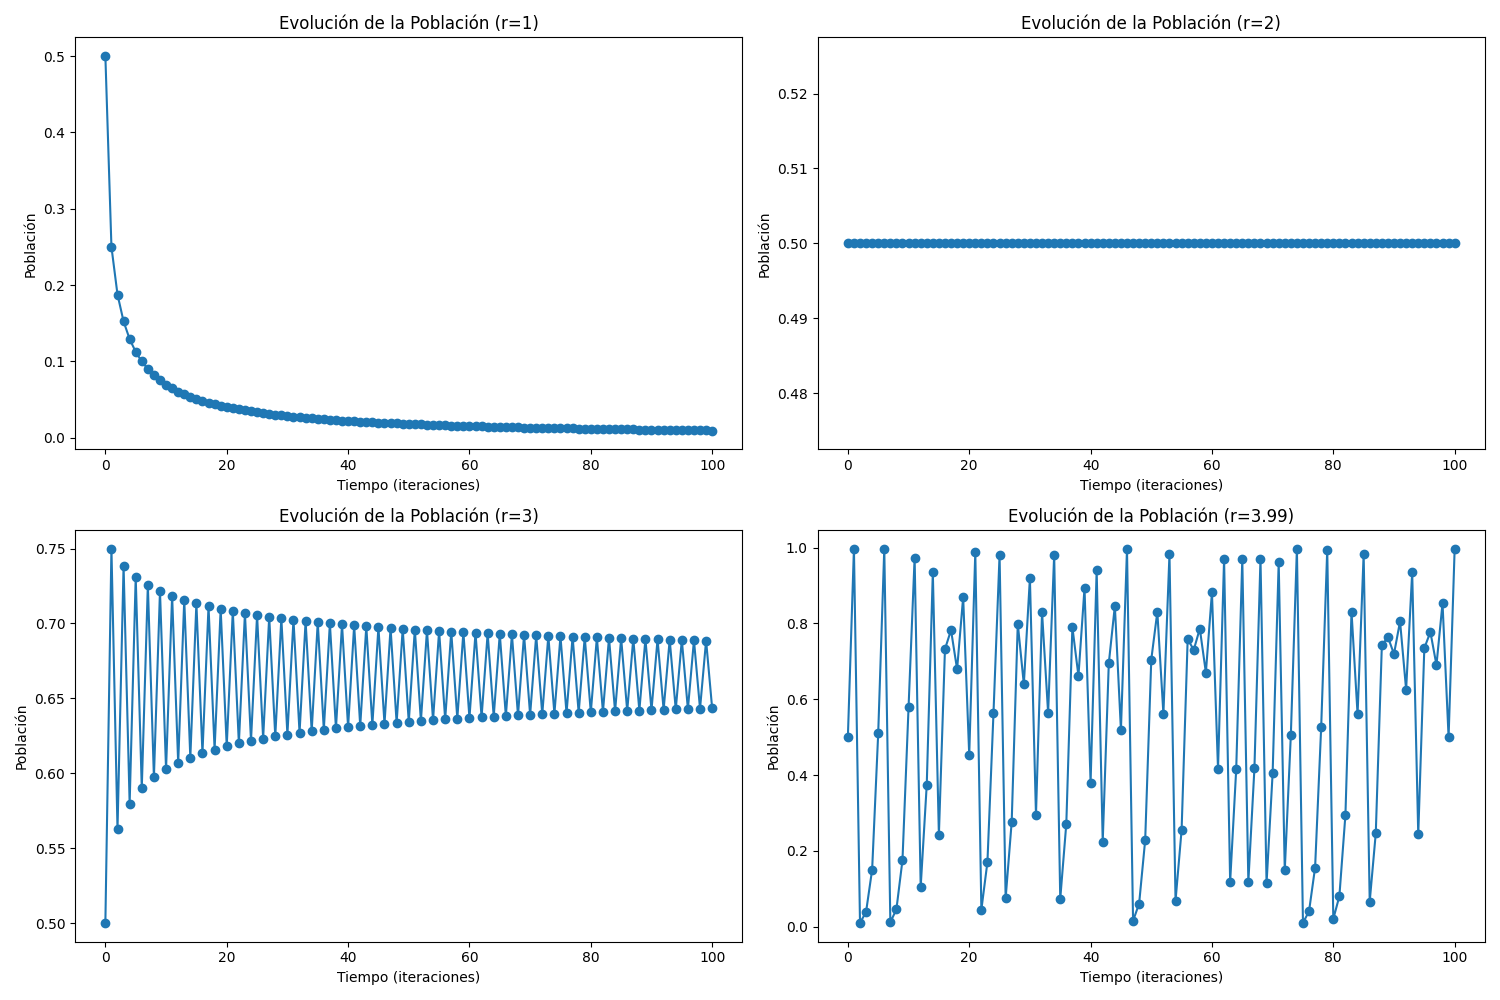 Evolución de la Población (r=1)
0.5
0.4
0.3
0.2
0.1
0.0
Población
0 20 40 60 80 100
Tiempo (iteraciones)
Evolución de la Población (r=2)
0.52
0.51
0.50
0.49
0.48
Población
0 20 40 60 80 100
Tiempo (iteraciones)
Evolución de la Población (r=3)
0.75
0.70
0.65
0.60
0.55
0.50
Población
0 20 40 60 80 100
Tiempo (iteraciones)
Evolución de la Población (r=3.99)
1.0
0.8
0.6
0.4
0.2
0.0
Población
0 20 40 60 80 100
Tiempo (iteraciones)